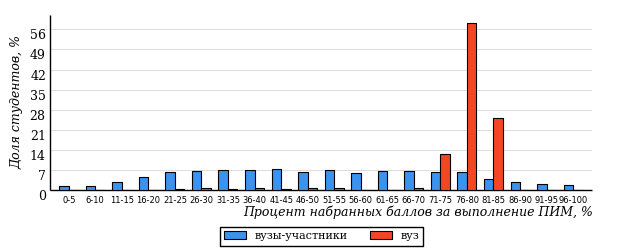 Доля студентов, %
56
49
42
35
28
21
14
7
0
0-5 6-10 11-15 16-20 21-25 26-30 31-35 36-40 41-45 46-50 51-55 56-60 61-65 66-70 71-75 76-80 81-85 86-90 91-95 96-100
Процент набранных баллов за выполнение ПИМ, %
вузы-участники вуз